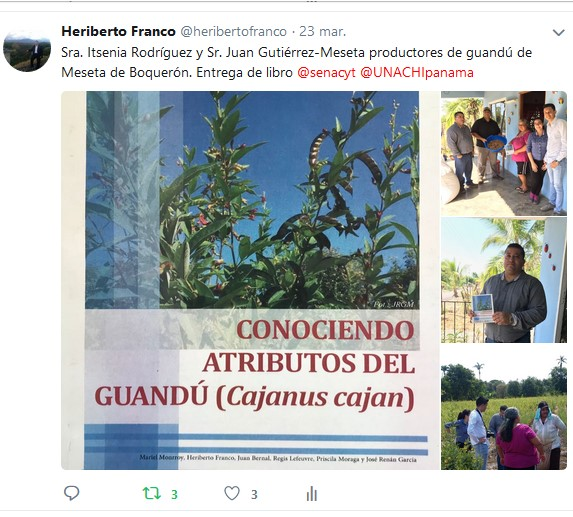 Heriberto Franco @heribertofranco · 23 mar.
Sra. Itsenia Rodríguez y Sr. Juan Gutiérrez-Meseta productores de guandú de
Meseta de Boquerón. Entrega de libro @senacyt @UNACHIpanama
Fot.: JRGM.
CONOCIENDO
ATRIBUTOS DEL
GUANDÚ (Cajanus cajan)
Mariel Monrroy, Heriberto Franco, Juan Bernal, Regis Lefeuvre, Priscila Moraga y José Renán García
3 3